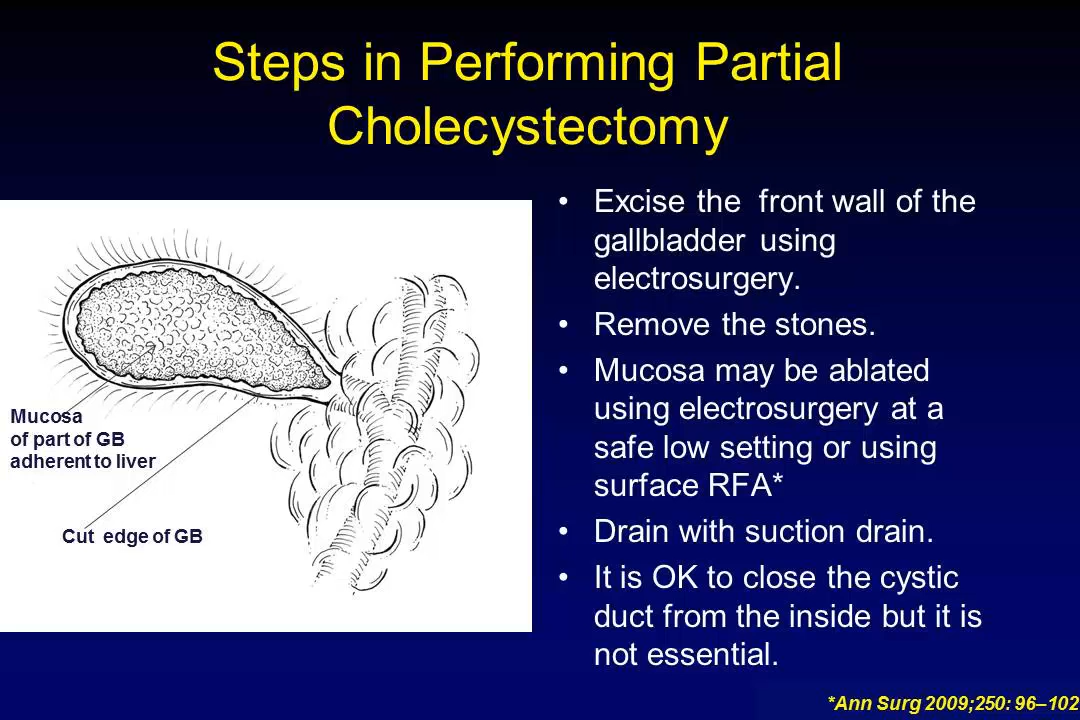 Steps in Performing Partial
Cholecystectomy
• Excise the front wall of the
gallbladder using
electrosurgery.
• Remove the stones.
• Mucosa may be ablated
using electrosurgery at a
safe low setting or using
surface RFA*
• Drain with suction drain.
• It is OK to close the cystic
duct from the inside but it is
not essential.
Mucosa
of part of GB
adherent to liver
Cut edge of GB
*Ann Surg 2009;250: 96–102